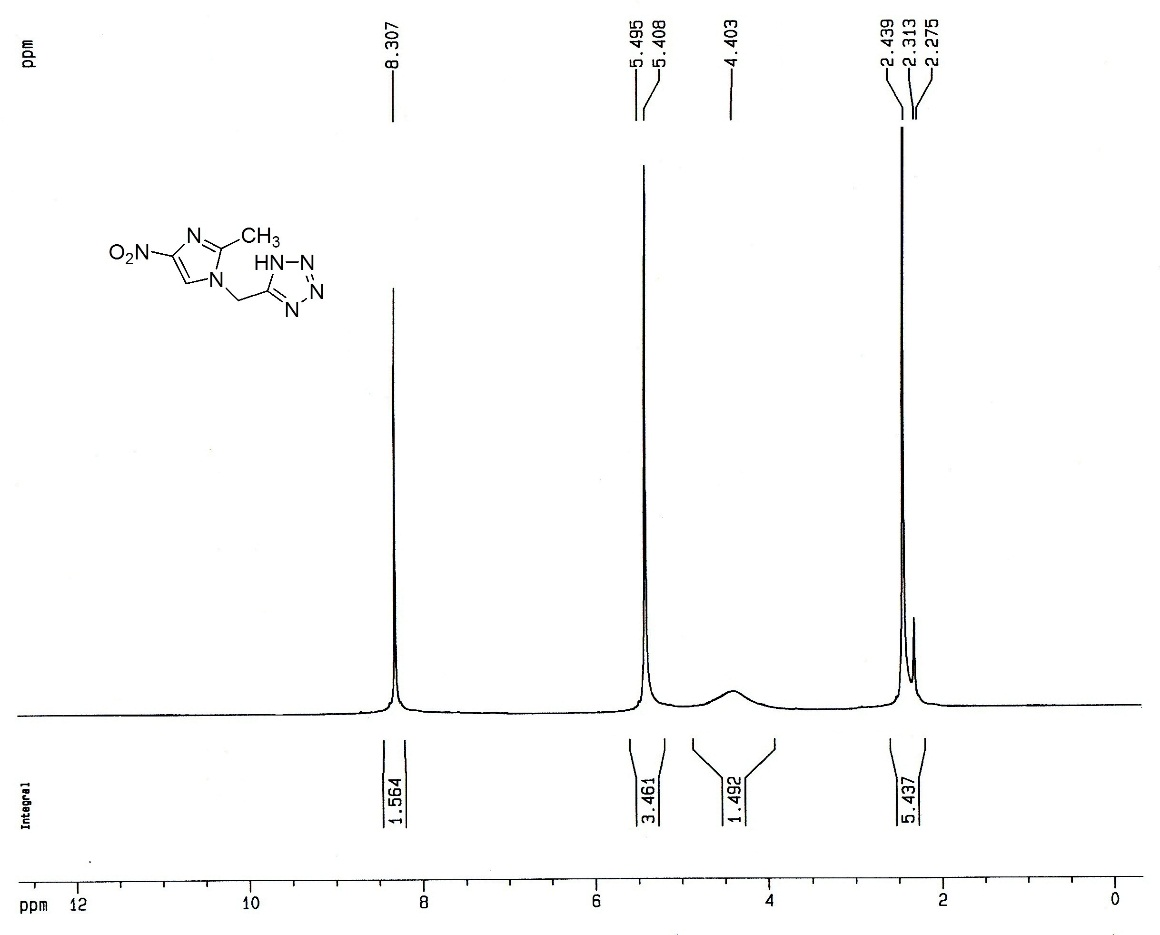 ppm
8.307
5.495
5.408
4.403
2.439
2.313
2.275
O2N
N
CH3
N
HN
N
N
N
Integral
1.564
3.461
1.492
5.437
ppm 12 10 8 6 4 2 0